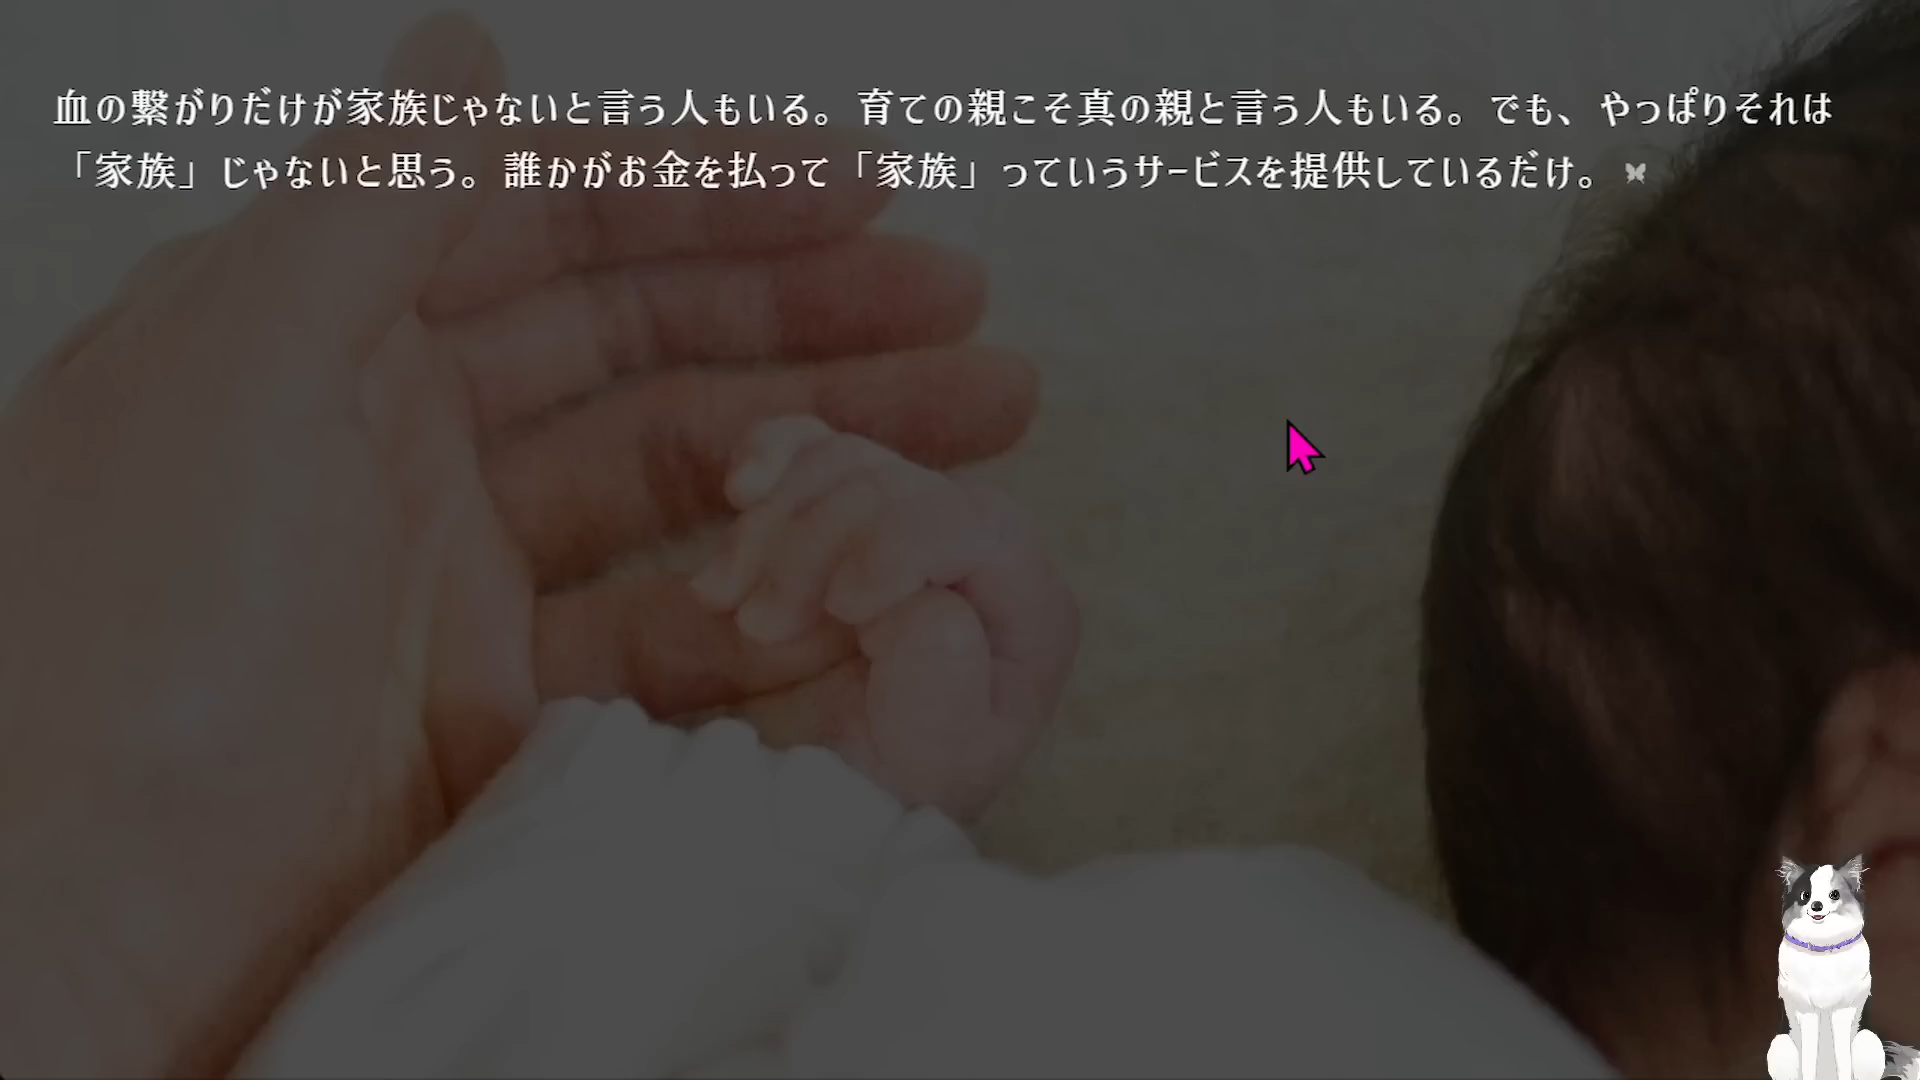 血の繋がりだけが家族じゃないと言う人もいる。育ての親こそ真の親と言う人もいる。でも、やっぱりそれは
「家族」じゃないと思う。誰かがお金を払って「家族」っていうサービスを提供しているだけ。